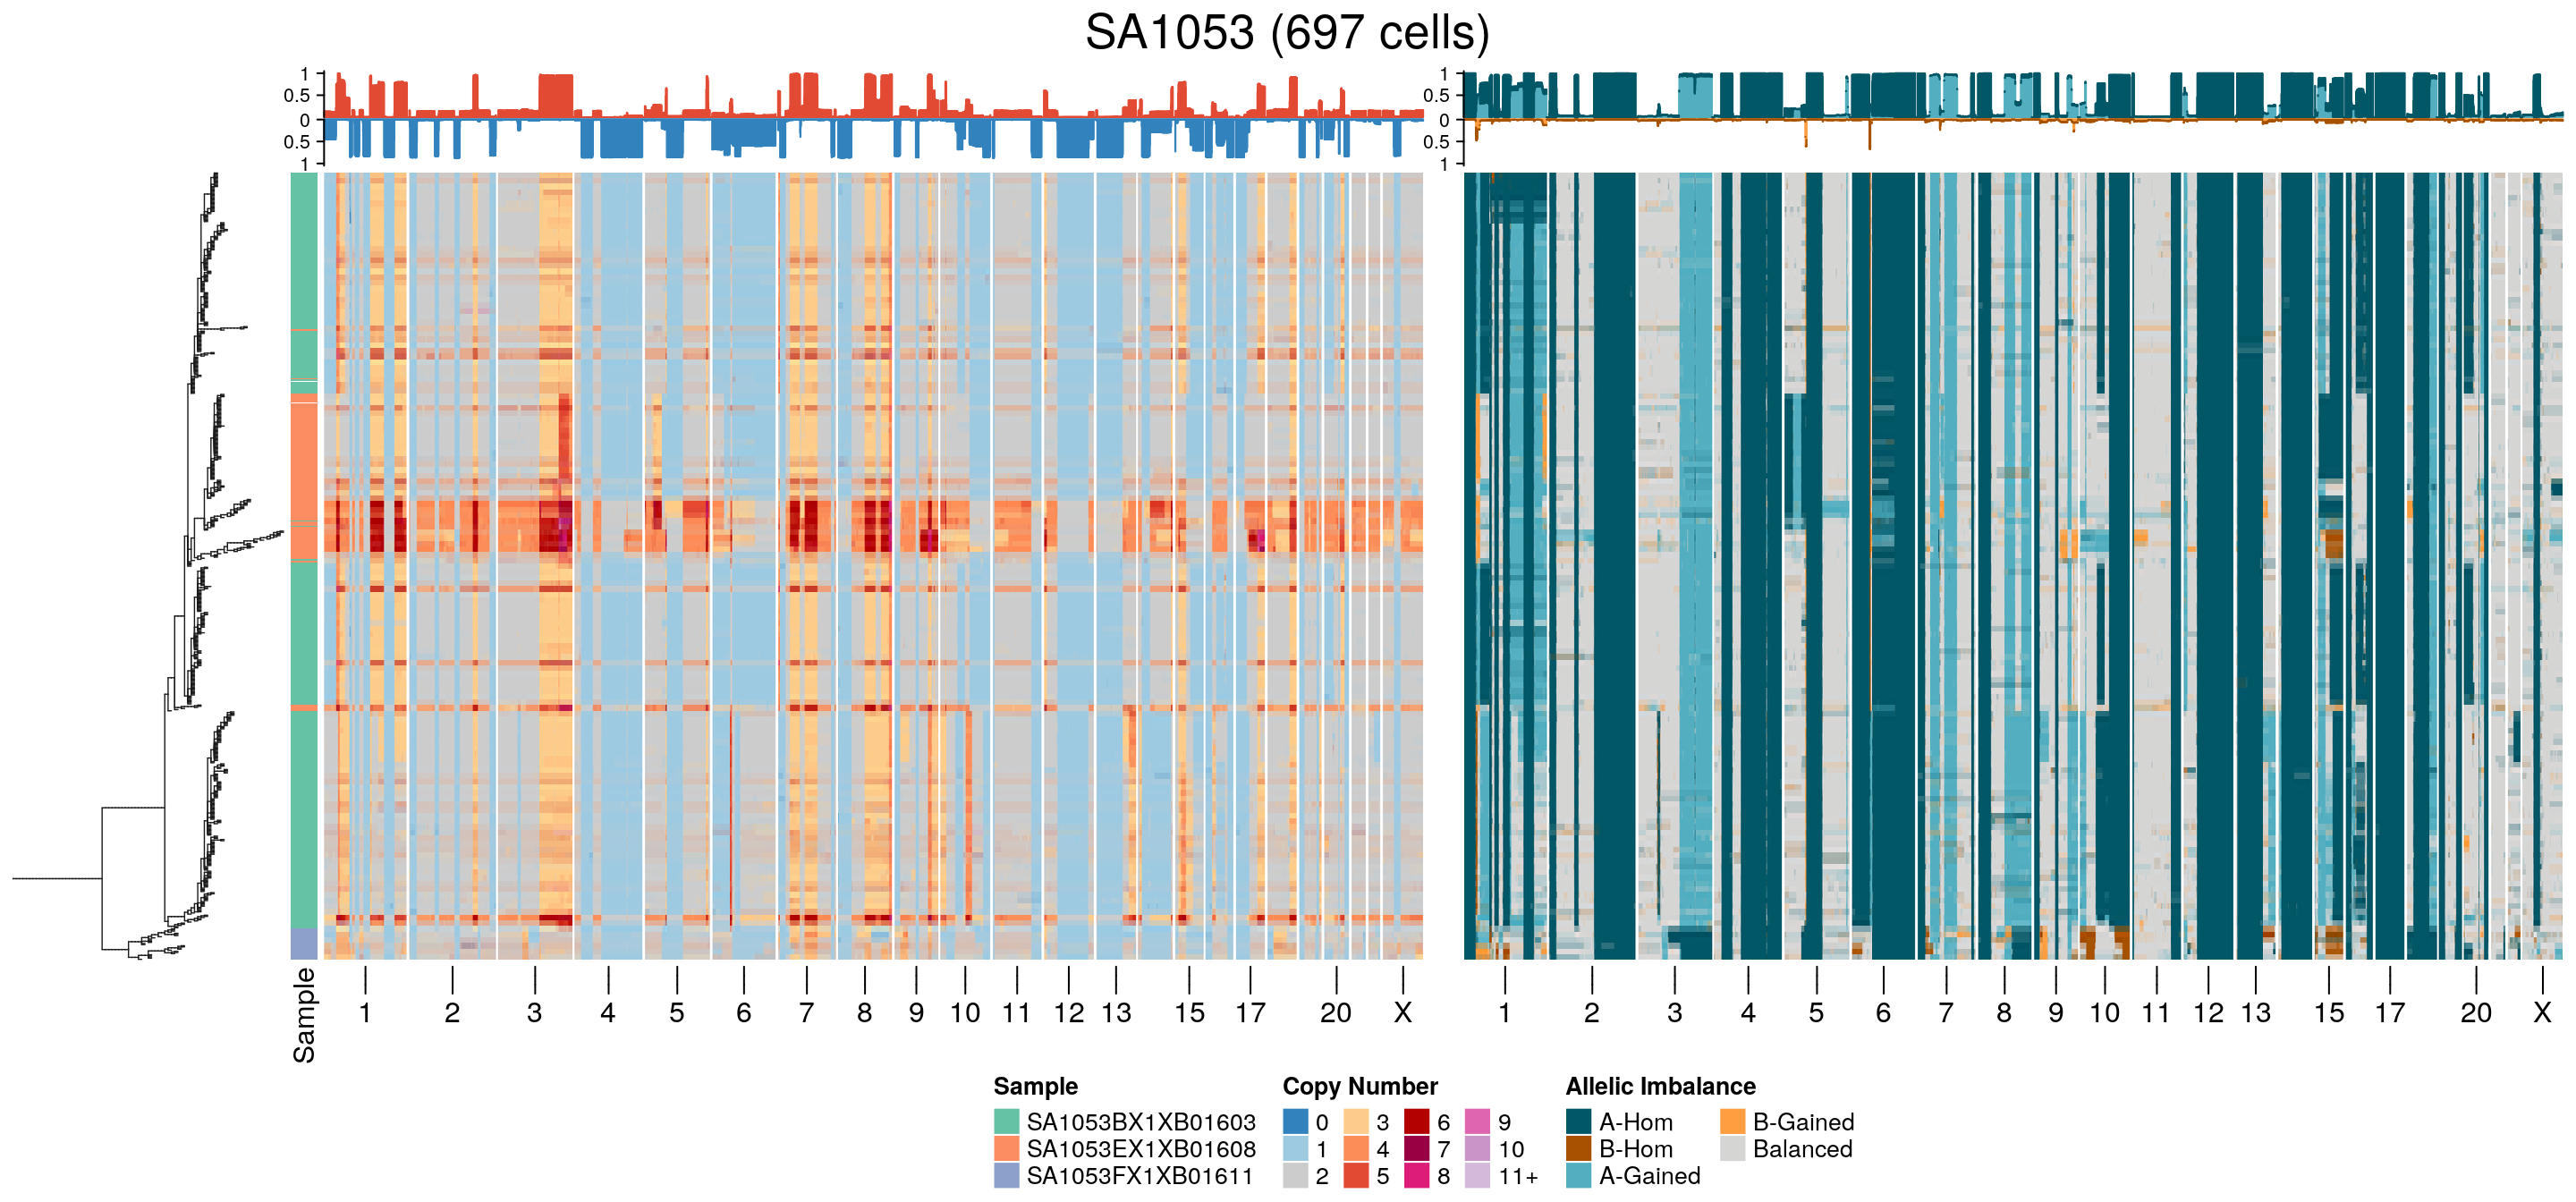 SA1053 (697 cells)
1
0.5
0
0.5
1
1
0.5
0
0.5
1
Sample
1 2 3 4 5 6 7 8 9 10 11 12 13 15 17 20 X
1 2 3 4 5 6 7 8 9 10 11 12 13 15 17 20 X
Sample
SA1053BX1XB01603
SA1053EX1XB01608
SA1053FX1XB01611
Copy Number
0 3 6 9
1 4 7 10
2 5 8 11+
Allelic Imbalance
A-Hom B-Gained
B-Hom Balanced
A-Gained